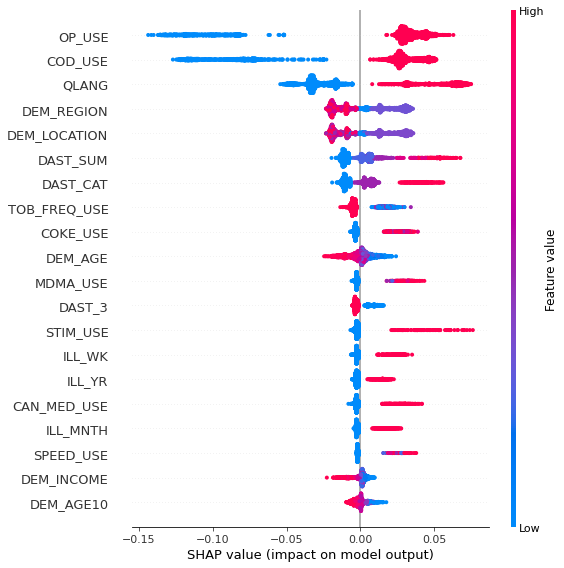 High
OP_USE
COD_USE
QLANG
DEM_REGION
DEM_LOCATION
DAST_SUM
DAST_CAT
TOB_FREQ_USE
COKE_USE
DEM_AGE
MDMA_USE
DAST_3
STIM_USE
ILL_WK
ILL_YR
CAN_MED_USE
ILL_MNTH
SPEED_USE
DEM_INCOME
DEM_AGE10
Feature value
Low
−0.15 −0.10 −0.05 0.00 0.05
SHAP value (impact on model output)